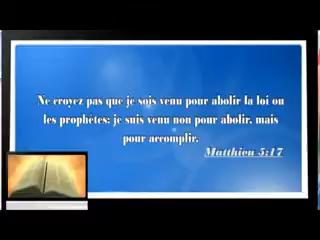 Ne croyez pas que je sois venu pour abolir la loi ou
les prophètes; je suis venu non pour abolir, mais
pour accomplir.
Matthieu 5:17